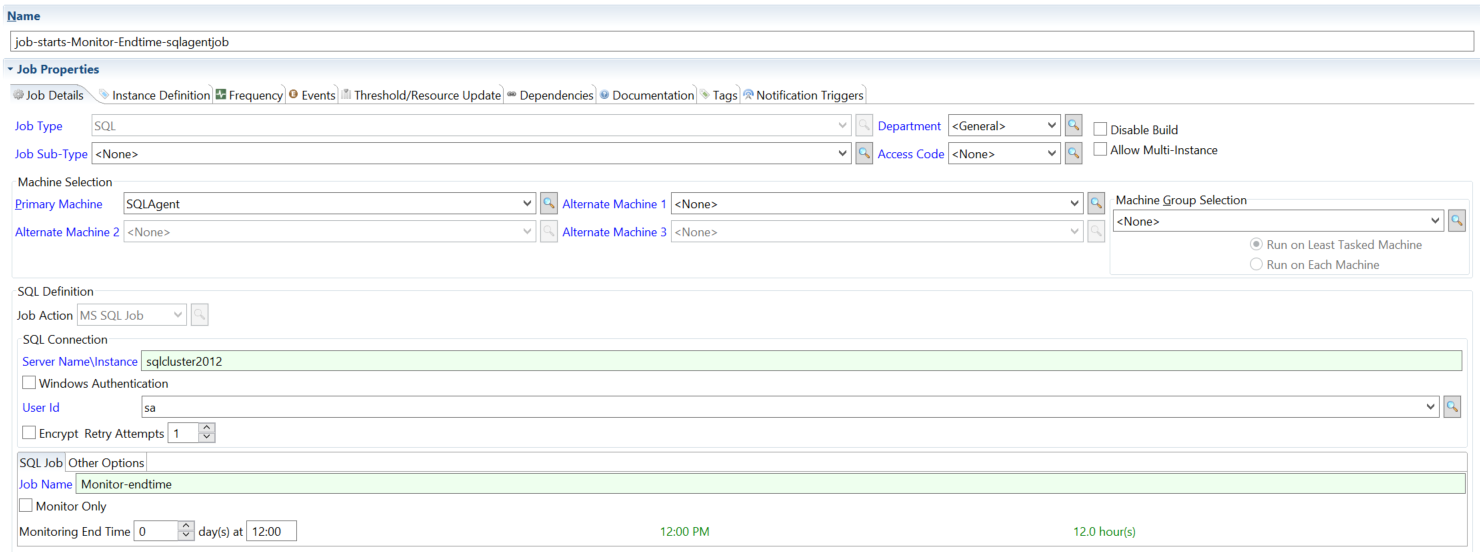 Name
job-starts-Monitor-Endtime-sqlagentjob
Job Properties
Job Details Instance Definition Frequency Events Threshold/Resource Update Dependencies Documentation Tags Notification Triggers
Job Type SQL Department <General> Disable Build
Job Sub-Type <None> Access Code <None> Allow Multi-Instance
Machine Selection
Primary Machine SQLAgent Alternate Machine 1 <None>
Alternate Machine 2 <None> Alternate Machine 3 <None>
Machine Group Selection
<None>
Run on Least Tasked Machine
Run on Each Machine
SQL Definition
Job Action MS SQL Job
SQL Connection
Server Name\Instance sqlcluster2012
Windows Authentication
User Id sa
Encrypt Retry Attempts 1
SQL Job Other Options
Job Name Monitor-endtime
Monitor Only
Monitoring End Time 0 day(s) at 12:00 12:00 PM 12.0 hour(s)